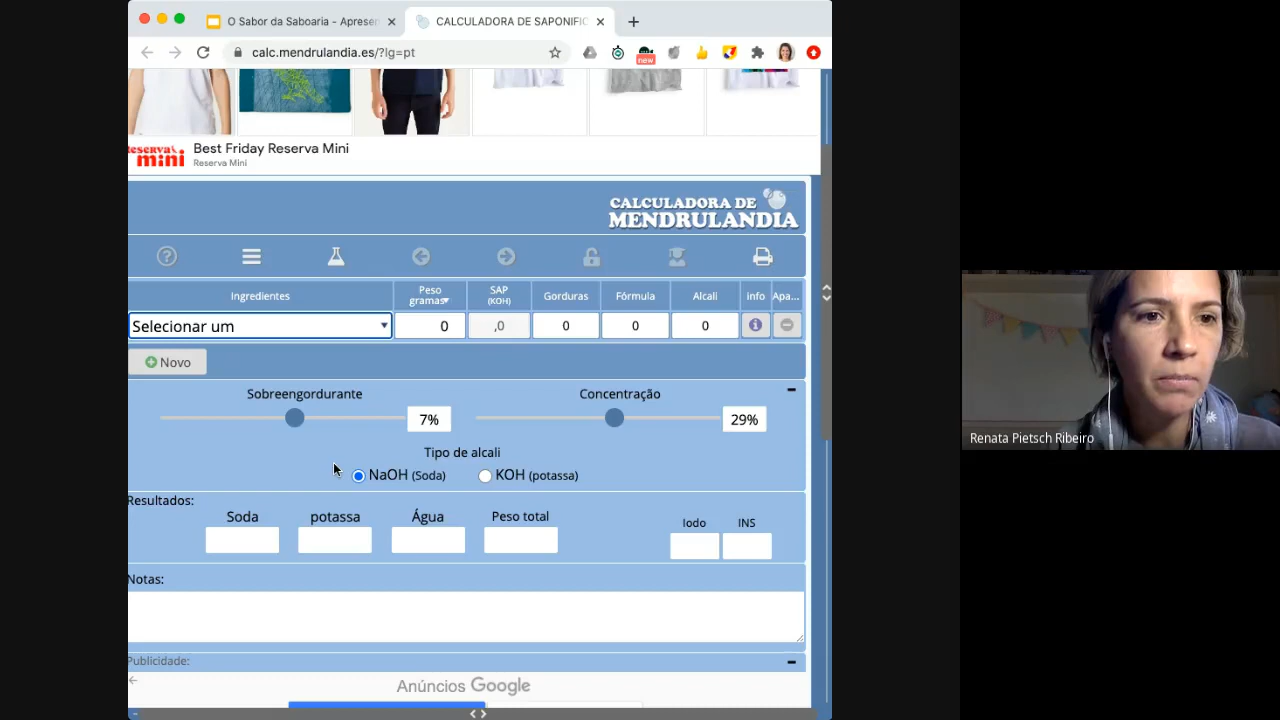 O Sabor da Saboaria - Apresen
CALCULADORA DE SAPONIFIC
calc.mendrulandia.es/?lg=pt
new
reserva mini
Best Friday Reserva Mini
Reserva Mini
CALCULADORA DE
MENDRULANDIA
Ingredientes
Peso gramas
SAP (KOH)
Gorduras
Fórmula
Alcali
info
Apa...
Selecionar um
0
,0
0
0
0
Novo
Sobreengordurante
Concentração
7%
29%
Tipo de alcali
NaOH (Soda)
KOH (potassa)
Resultados:
Soda
potassa
Água
Peso total
Iodo
INS
Notas:
Publicidade:
Anúncios Google
Renata Pietsch Ribeiro